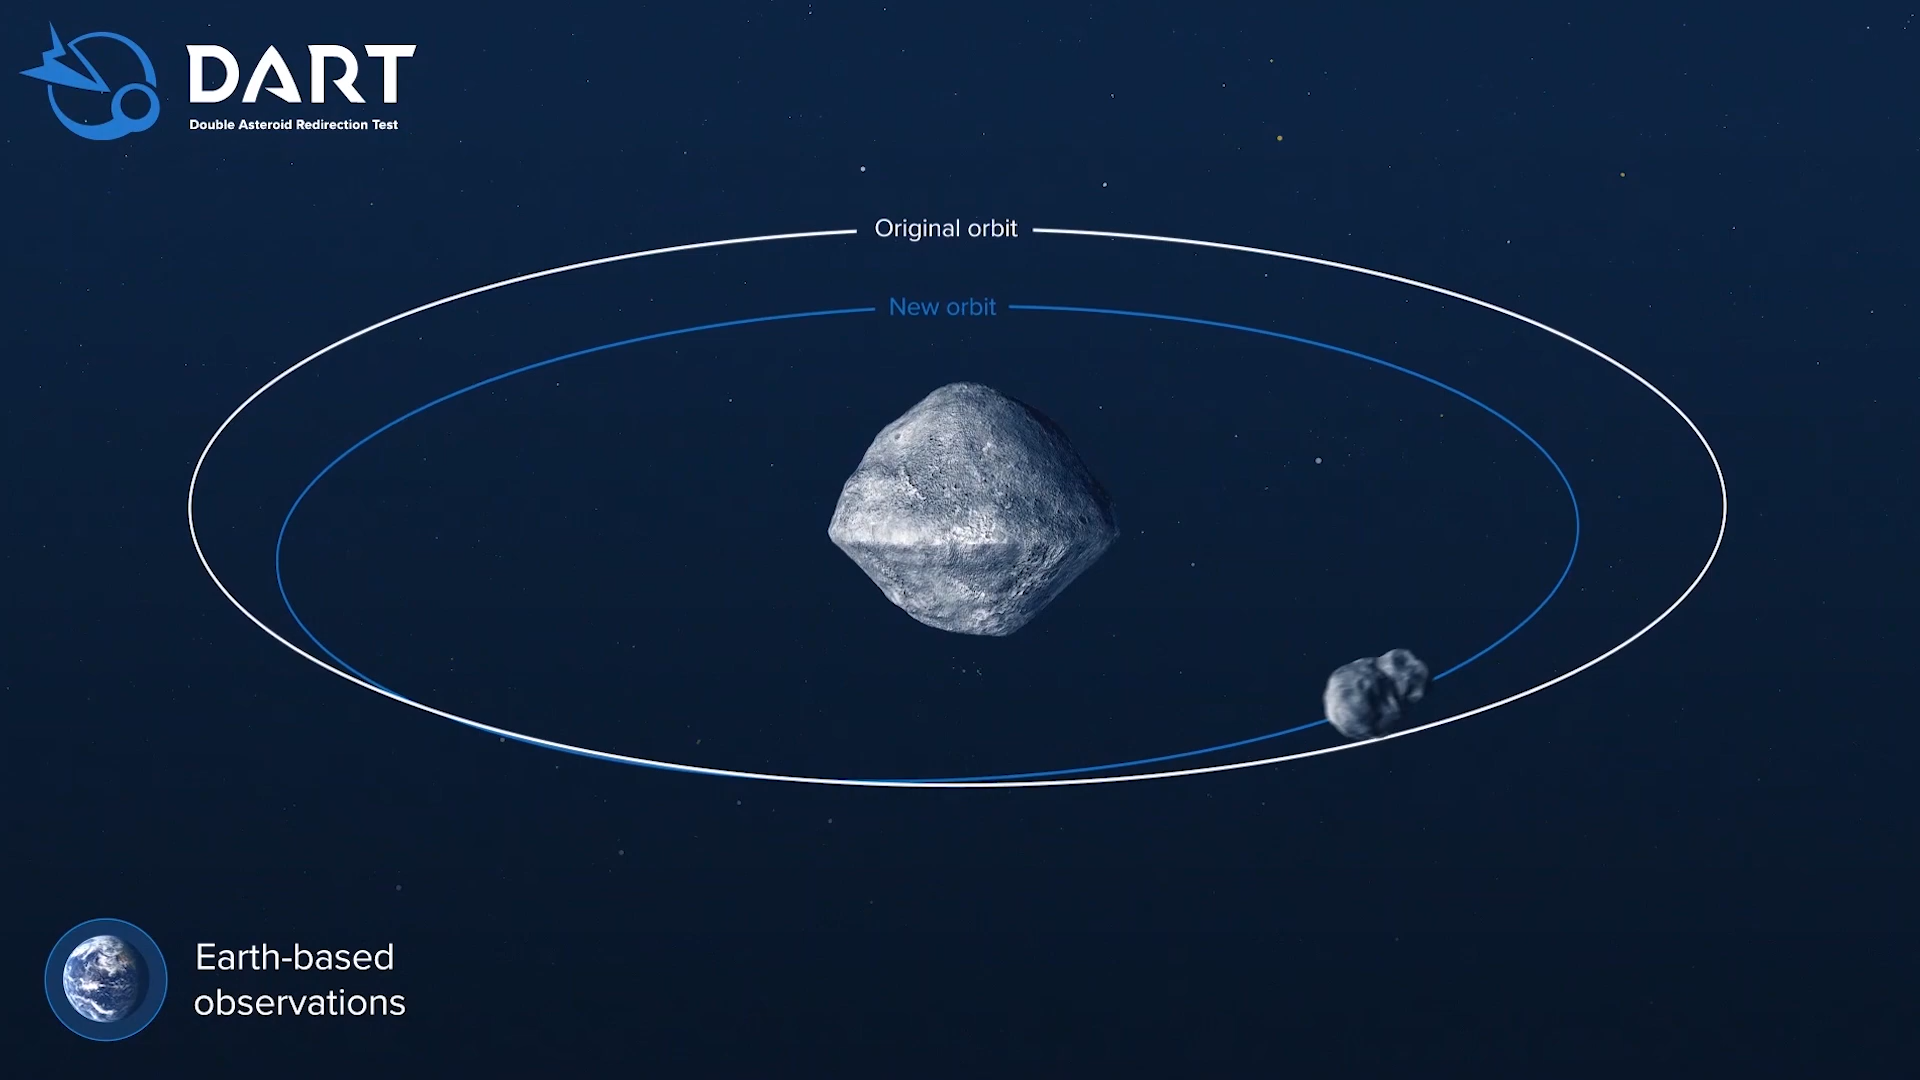 DART
Double Asteroid Redirection Test
Original orbit
New orbit
Earth-based
observations